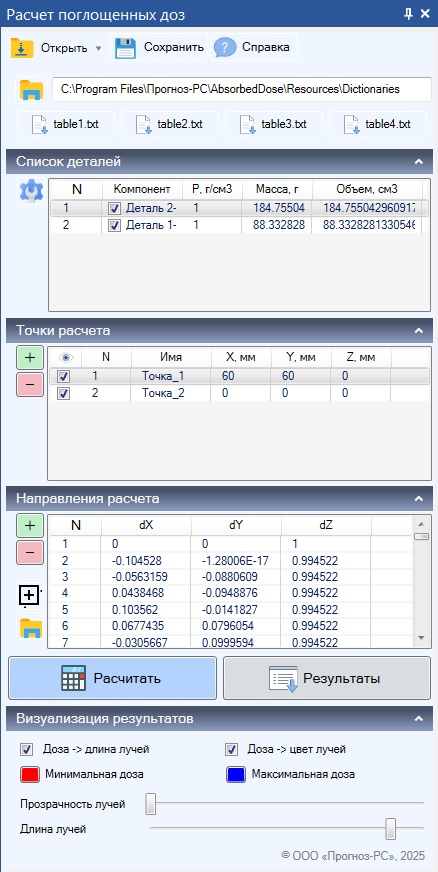 Расчет поглощенных доз
Открыть Сохранить Справка
C:\Program Files\Прогноз-РС\AbsorbedDose\Resources\Dictionaries
table1.txt table2.txt table3.txt table4.txt
Список деталей
N Компонент P, г/см3 Масса, г Объем, см3
1 Деталь 2- 1 184.75504 184.755042960917
2 Деталь 1- 1 88.332828 88.3328281330546
Точки расчета
N Имя X, мм Y, мм Z, мм
1 Точка_1 60 60 0
2 Точка_2 0 0 0
Направления расчета
N dX dY dZ
1 0 0 1
2 -0.104528 -1.28006E-17 0.994522
3 -0.0563159 -0.0880609 0.994522
4 0.0438468 -0.0948876 0.994522
5 0.103562 -0.0141827 0.994522
6 0.0677435 0.0796054 0.994522
7 -0.0305667 0.0999594 0.994522
Расчитать Результаты
Визуализация результатов
Доза -> длина лучей Доза -> цвет лучей
Минимальная доза Максимальная доза
Прозрачность лучей
Длина лучей
© ООО «Прогноз-РС», 2025